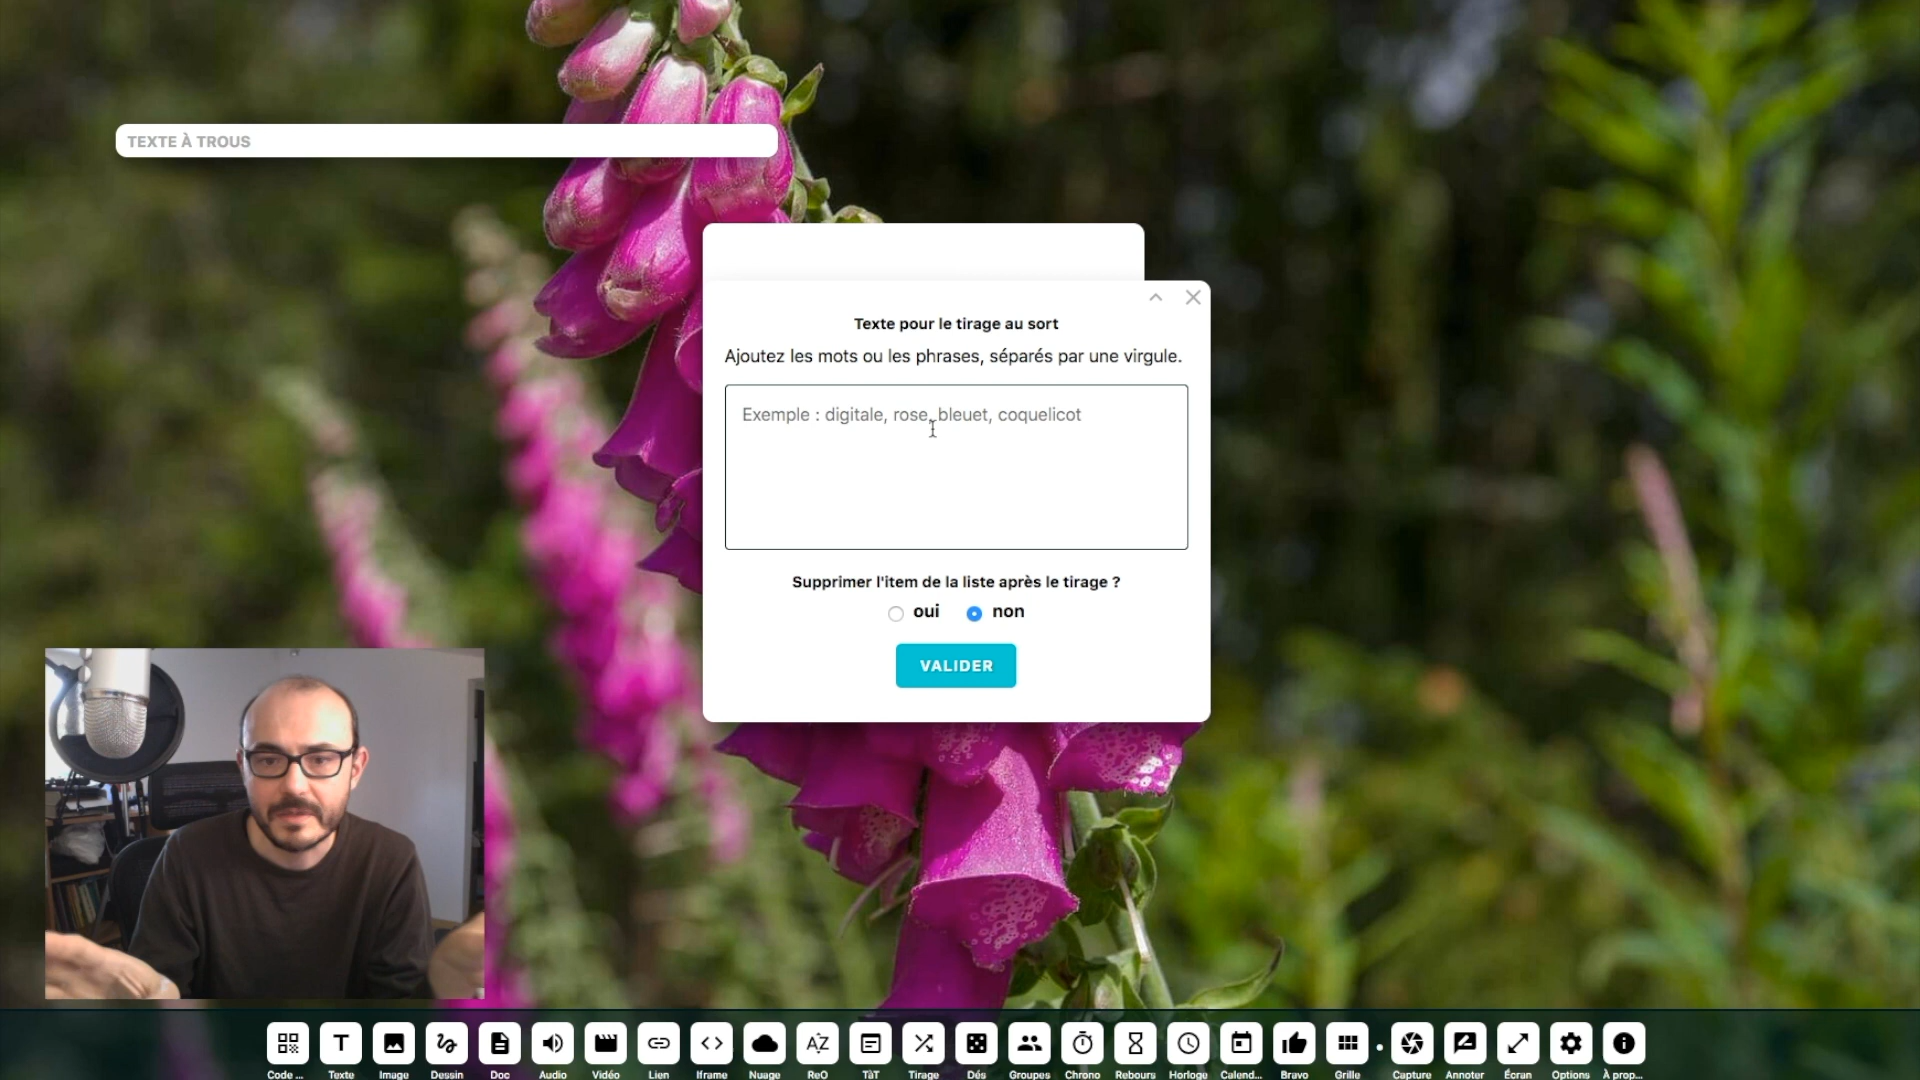 TEXTE À TROUS
Texte pour le tirage au sort
Ajoutez les mots ou les phrases, séparés par une virgule.
Exemple : digitale, rose, bleuet, coquelicot
Supprimer l'item de la liste après le tirage ?
oui non
VALIDER
Code ... Texte Image Dessin Doc Audio Vidéo Lien Iframe Nuage ReO TàT Tirage Dés Groupes Chrono Rebours Horloge Calend... Bravo Grille Capture Annoter Écran Options À prop...